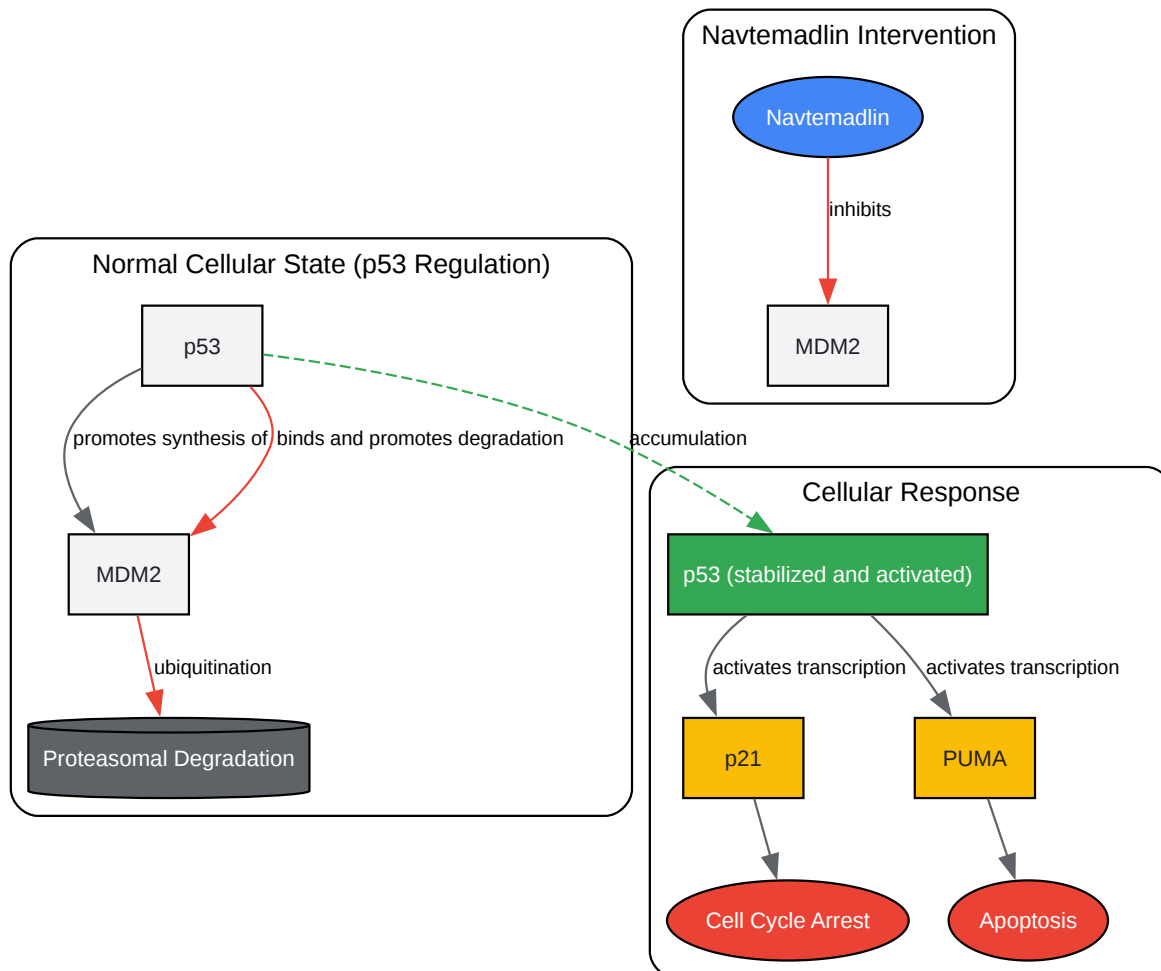 Navtemadlin Intervention
Navtemadlin
inhibits
MDM2
Normal Cellular State (p53 Regulation)
p53
promotes synthesis of
binds and promotes degradation
accumulation
MDM2
ubiquitination
Proteasomal Degradation
Cellular Response
p53 (stabilized and activated)
activates transcription
activates transcription
p21
PUMA
Cell Cycle Arrest
Apoptosis